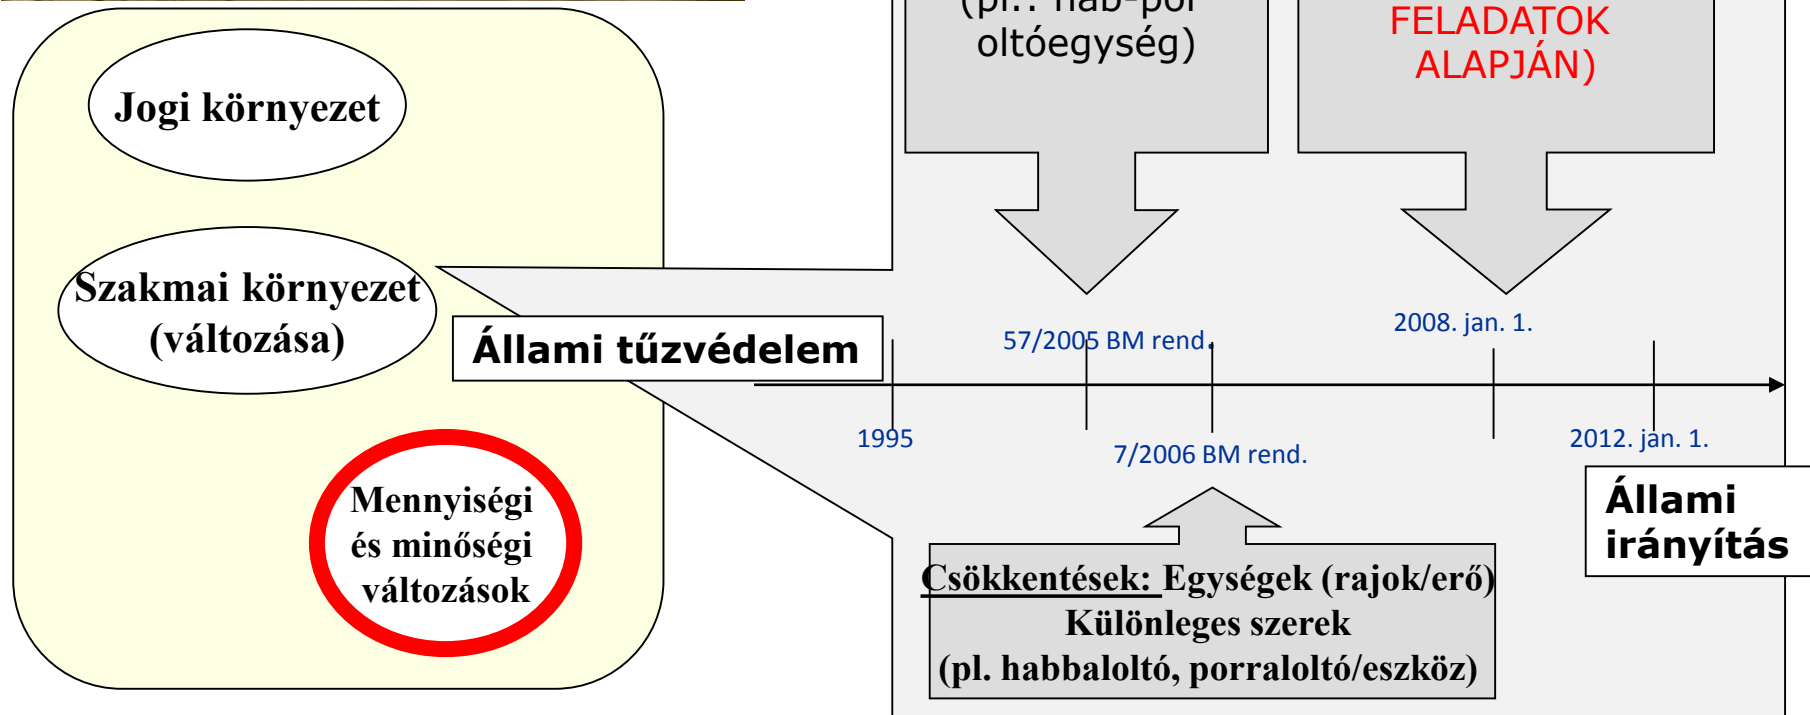 Jogi környezet
Szakmai környezet
(változása)
Mennyiségi
és minőségi
változások
Állami tűzvédelem
oltóegység)
FELADATOK
ALAPJÁN)
57/2005 BM rend.
2008. jan. 1.
1995
7/2006 BM rend.
2012. jan. 1.
Állami
irányítás
Csökkentések: Egységek (rajok/erő)
Különleges szerek
(pl. habbaloltó, porraloltó/eszköz)